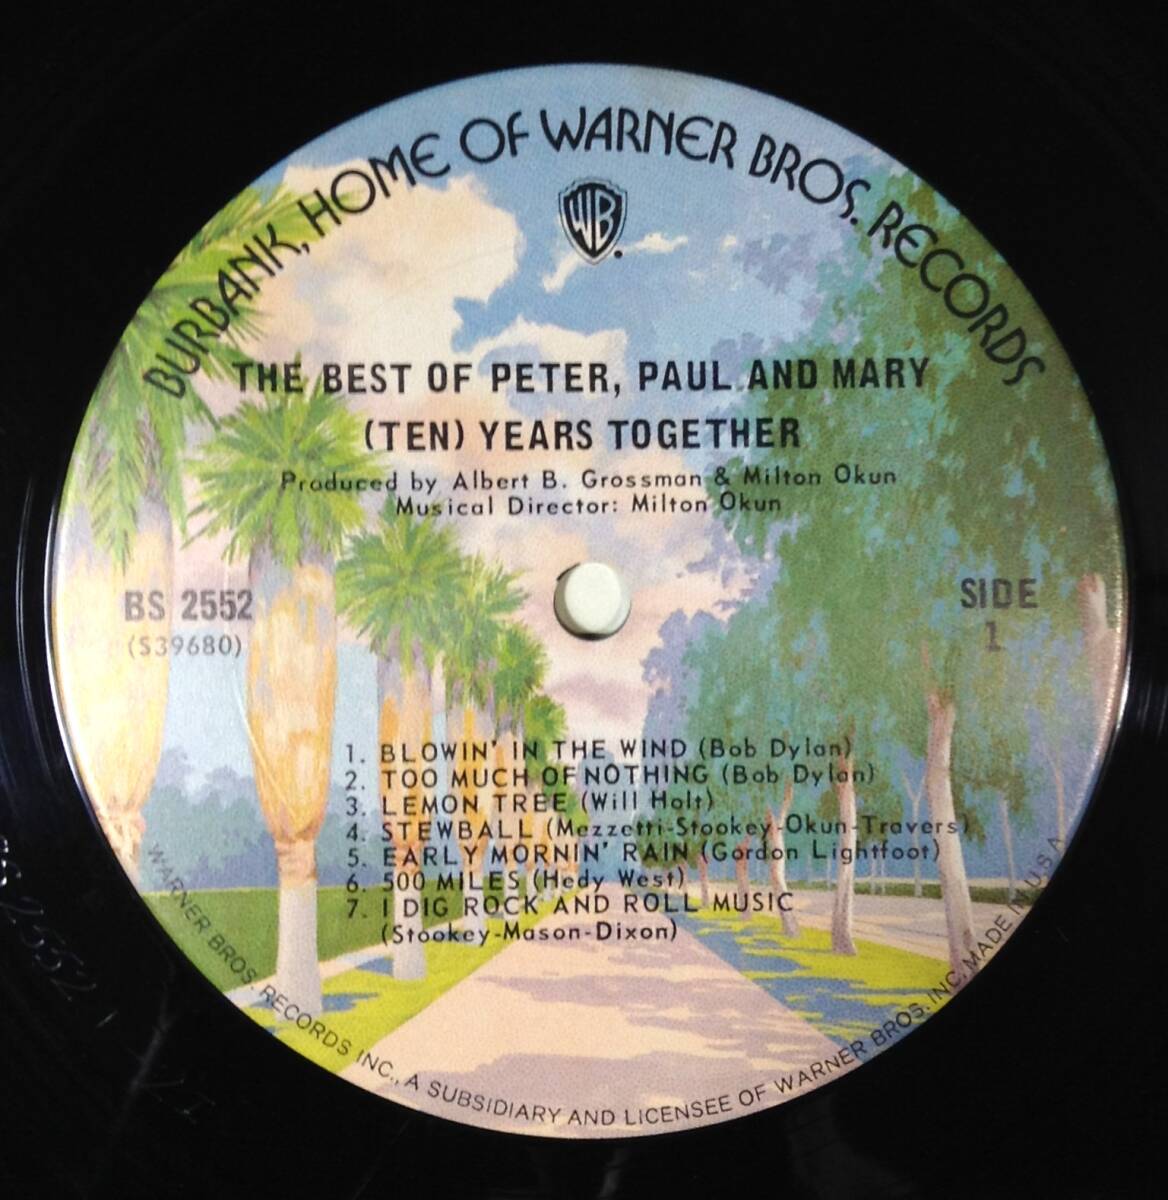 BURBANK, HOME OF WARNER BROS. RECORDS
WB
THE BEST OF PETER, PAUL AND MARY
(TEN) YEARS TOGETHER
Produced by Albert B. Grossman & Milton Okun
Musical Director: Milton Okun
BS 2552
(S39680)
SIDE
1
1. BLOWIN' IN THE WIND (Bob Dylan)
2. TOO MUCH OF NOTHING (Bob Dylan)
3. LEMON TREE (Will Holt)
4. STEWBALL (Mezzetti-Stookey-Okun-Travers)
5. EARLY MORNIN' RAIN (Gordon Lightfoot)
6. 500 MILES (Hedy West)
7. I DIG ROCK AND ROLL MUSIC
(Stookey-Mason-Dixon)
WARNER BROS. RECORDS INC., A SUBSIDIARY AND LICENSEE OF WARNER BROS. INC. MADE IN U.S.A.